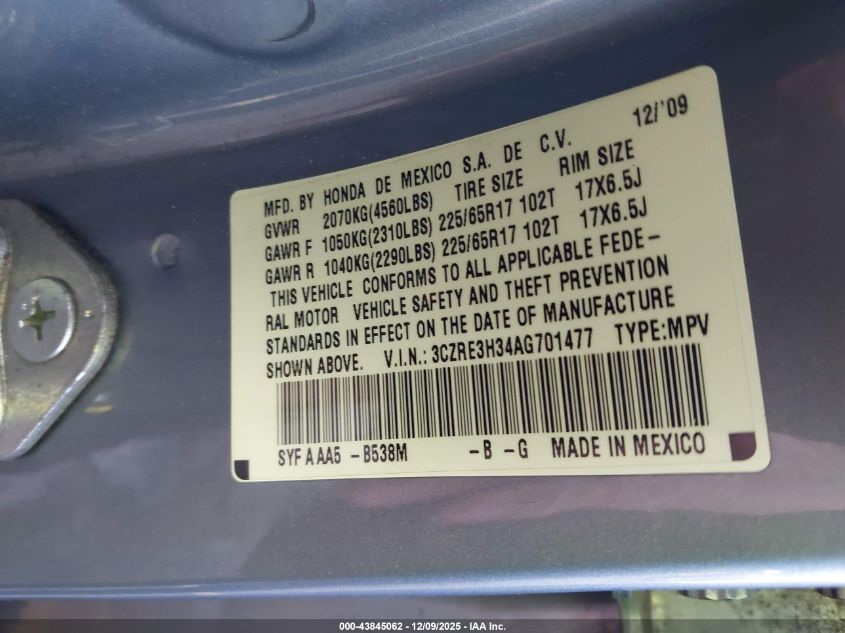 12/'09
MFD. BY HONDA DE MEXICO S.A. DE C.V.
GVWR 2070KG(4560LBS) TIRE SIZE RIM SIZE
GAWR F 1050KG(2310LBS) 225/65R17 102T 17X6.5J
GAWR R 1040KG(2290LBS) 225/65R17 102T 17X6.5J
THIS VEHICLE CONFORMS TO ALL APPLICABLE FEDE-
RAL MOTOR VEHICLE SAFETY AND THEFT PREVENTION
STANDARDS IN EFFECT ON THE DATE OF MANUFACTURE
SHOWN ABOVE. V.I.N.: 3CZRE3H34AG701477 TYPE:MPV
SYF A AA5 -B538M -B -G MADE IN MEXICO
000-43845062 - 12/09/2025 - IAA Inc.